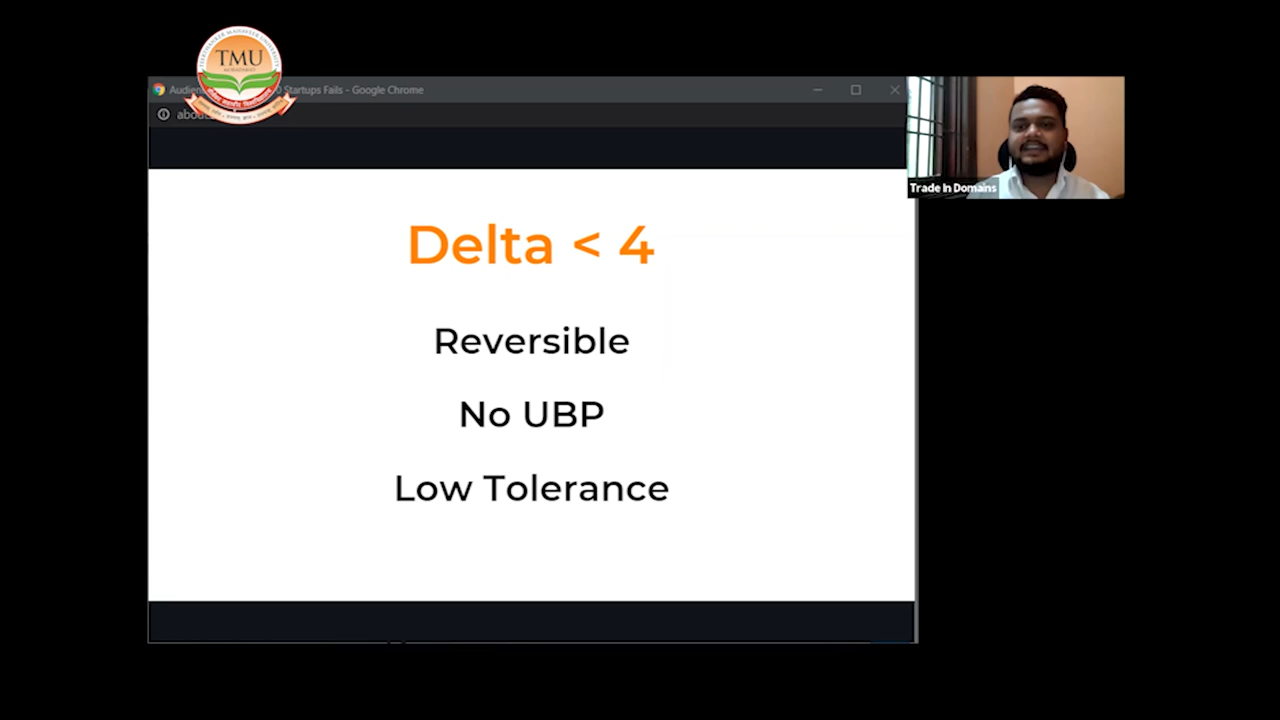 TMU
Startups Fails - Google Chrome
Trade In Domains
Delta < 4
Reversible
No UBP
Low Tolerance